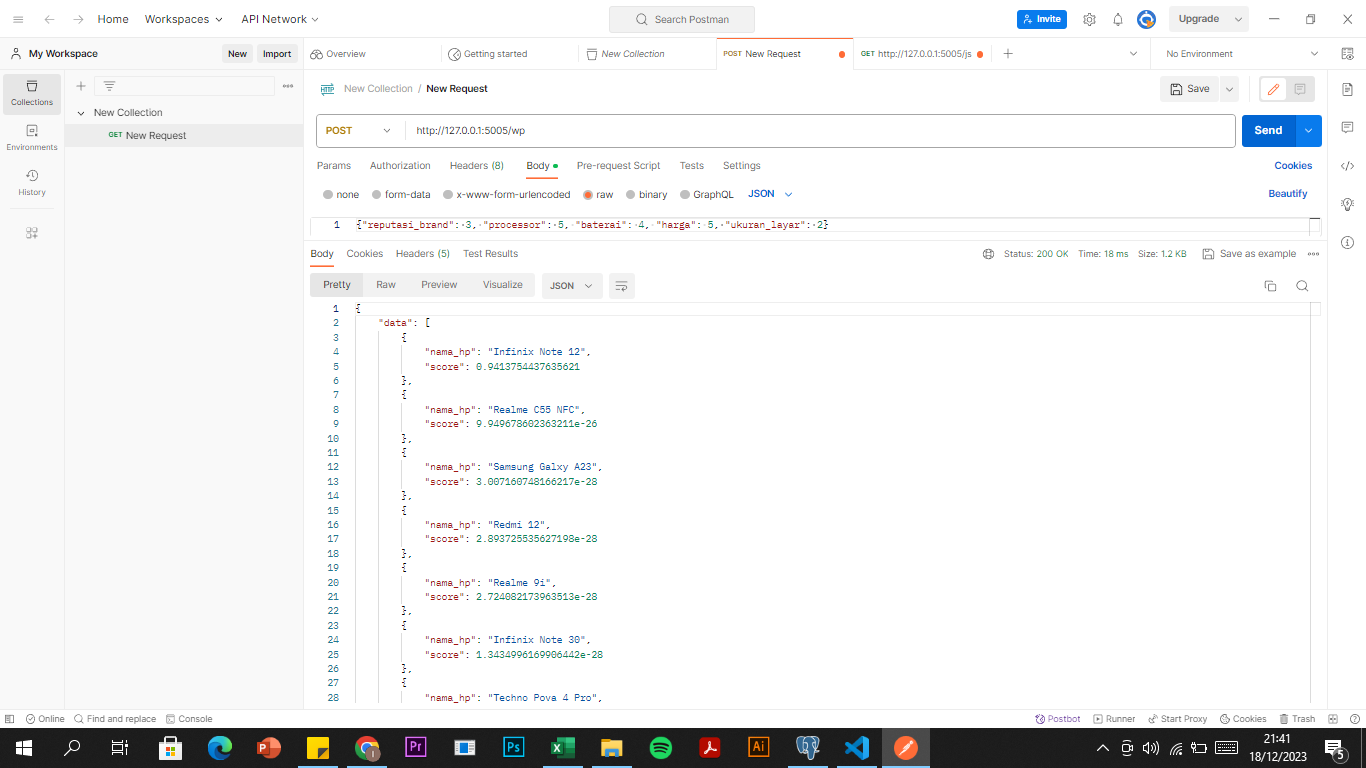 Home Workspaces API Network Search Postman Invite Upgrade
My Workspace New Import Overview Getting started New Collection POST New Request GET http://127.0.0.1:5005/js No Environment
Collections
Environments
History
New Collection
GET New Request
HTTP New Collection / New Request Save
POST http://127.0.0.1:5005/wp Send
Params Authorization Headers (8) Body Pre-request Script Tests Settings Cookies
none form-data x-www-form-urlencoded raw binary GraphQL JSON Beautify
1 {"reputasi_brand": 3, "processor": 5, "baterai": 4, "harga": 5, "ukuran_layar": 2}
Body Cookies Headers (5) Test Results Status: 200 OK Time: 18 ms Size: 1.2 KB Save as example
Pretty Raw Preview Visualize JSON
1 {
2 "data": [
3 {
4 "nama_hp": "Infinix Note 12",
5 "score": 0.9413754437635621
6 },
7 {
8 "nama_hp": "Realme C55 NFC",
9 "score": 9.949678602363211e-26
10 },
11 {
12 "nama_hp": "Samsung Galxy A23",
13 "score": 3.007160748166217e-28
14 },
15 {
16 "nama_hp": "Redmi 12",
17 "score": 2.893725535627198e-28
18 },
19 {
20 "nama_hp": "Realme 9i",
21 "score": 2.724082173963513e-28
22 },
23 {
24 "nama_hp": "Infinix Note 30",
25 "score": 1.3434996169906442e-28
26 },
27 {
28 "nama_hp": "Techno Pova 4 Pro",
Online Find and replace Console Postbot Runner Start Proxy Cookies Trash
P Pr Ps Ai
21:41
18/12/2023
5